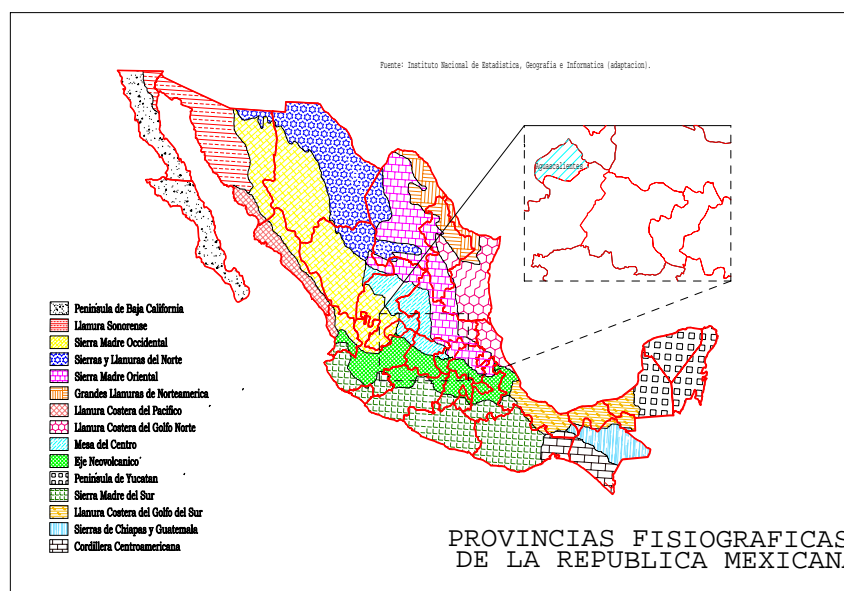 Fuente: Instituto Nacional de Estadistica, Geografia e Informatica (adaptacion).
Aguascalientes
Peninsula de Baja California
Llanura Sonorense
Sierra Madre Occidental
Sierras y Llanuras del Norte
Sierra Madre Oriental
Grandes Llanuras de Norteamerica
Llanura Costera del Pacifico
Llanura Costera del Golfo Norte
Mesa del Centro
Eje Neovolcanico
Peninsula de Yucatan
Sierra Madre del Sur
Llanura Costera del Golfo del Sur
Sierras de Chiapas y Guatemala
Cordillera Centroamericana
PROVINCIAS FISIOGRAFICAS
DE LA REPUBLICA MEXICANA